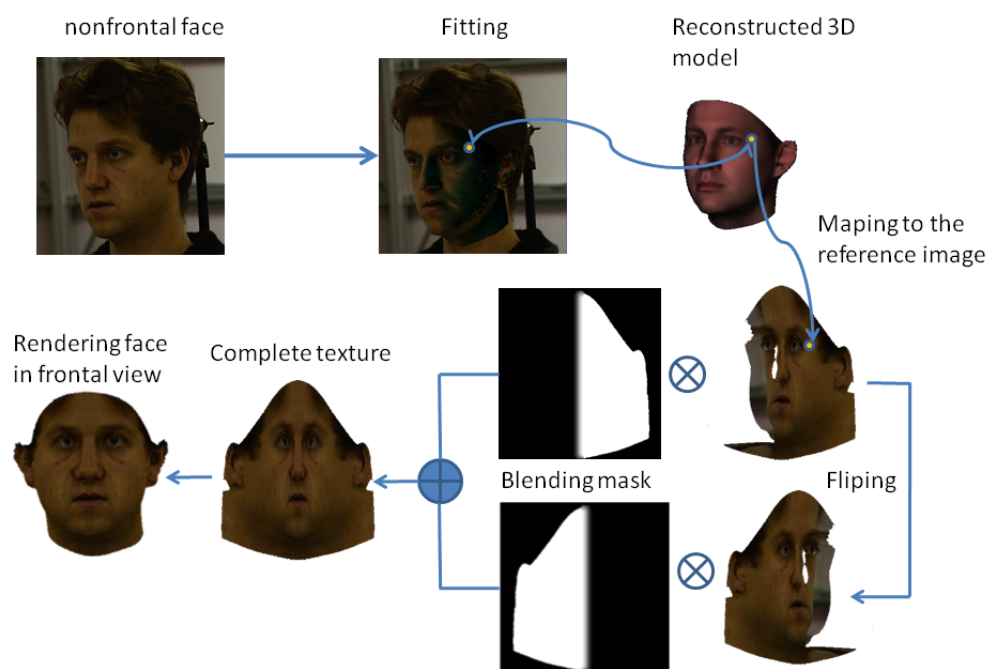 nonfrontal face
Fitting
Reconstructed 3D
model
Maping to the
reference image
Rendering face
in frontal view
Complete texture
Blending mask
Fliping